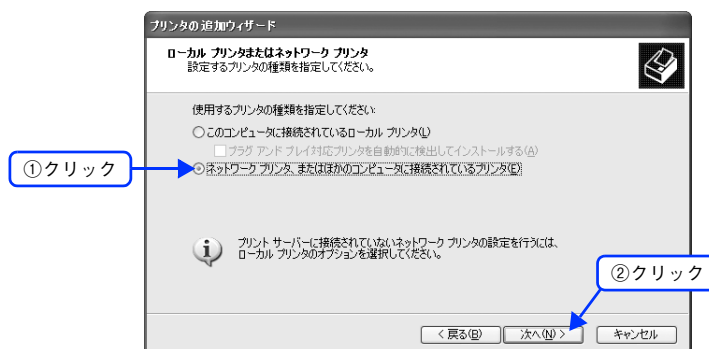 プリンタの追加ウィザード
ローカル プリンタまたはネットワーク プリンタ
設定するプリンタの種類を指定してください。
使用するプリンタの種類を指定してください:
このコンピュータに接続されているローカル プリンタ(L)
プラグ アンド プレイ対応プリンタを自動的に検出してインストールする(A)
①クリック
ネットワーク プリンタ、またはほかのコンピュータに接続されているプリンタ(E)
プリント サーバーに接続されていないネットワーク プリンタの設定を行うには、
ローカル プリンタのオプションを選択してください。
②クリック
< 戻る(B)
次へ(N) >
キャンセル